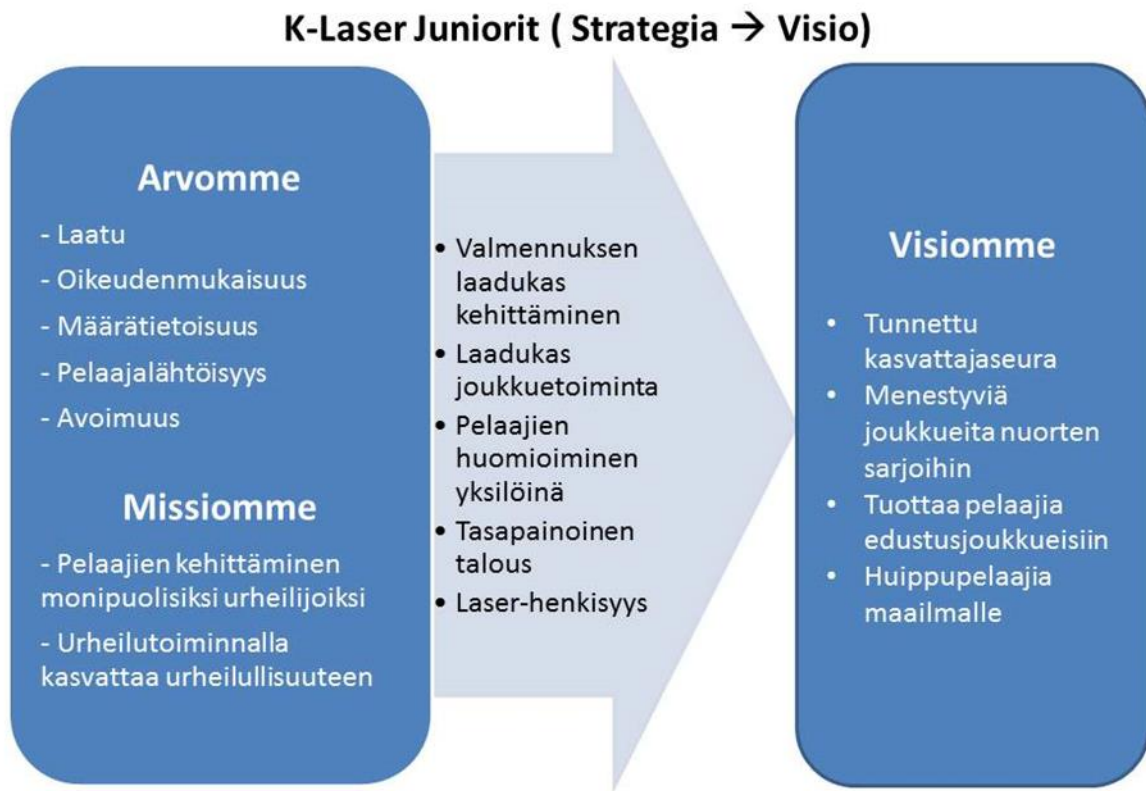 K-Laser Juniorit ( Strategia → Visio)
Arvomme
- Laatu
- Oikeudenmukaisuus
- Määrätietoisuus
- Pelaajalähtöisyys
- Avoimuus
Missiomme
- Pelaajien kehittäminen
monipuolisiksi urheilijoiksi
- Urheilutoiminnalla
kasvattaa urheilullisuuteen
• Valmennuksen
laadukas
kehittäminen
• Laadukas
joukkuetoiminta
• Pelaajien
huomioiminen
yksilöinä
• Tasapainoinen
talous
• Laser-henkisyys
Visiomme
• Tunnettu
kasvattajaseura
• Menestyviä
joukkueita nuorten
sarjoihin
• Tuottaa pelaajia
edustusjoukkueisiin
• Huippupelaajia
maailmalle